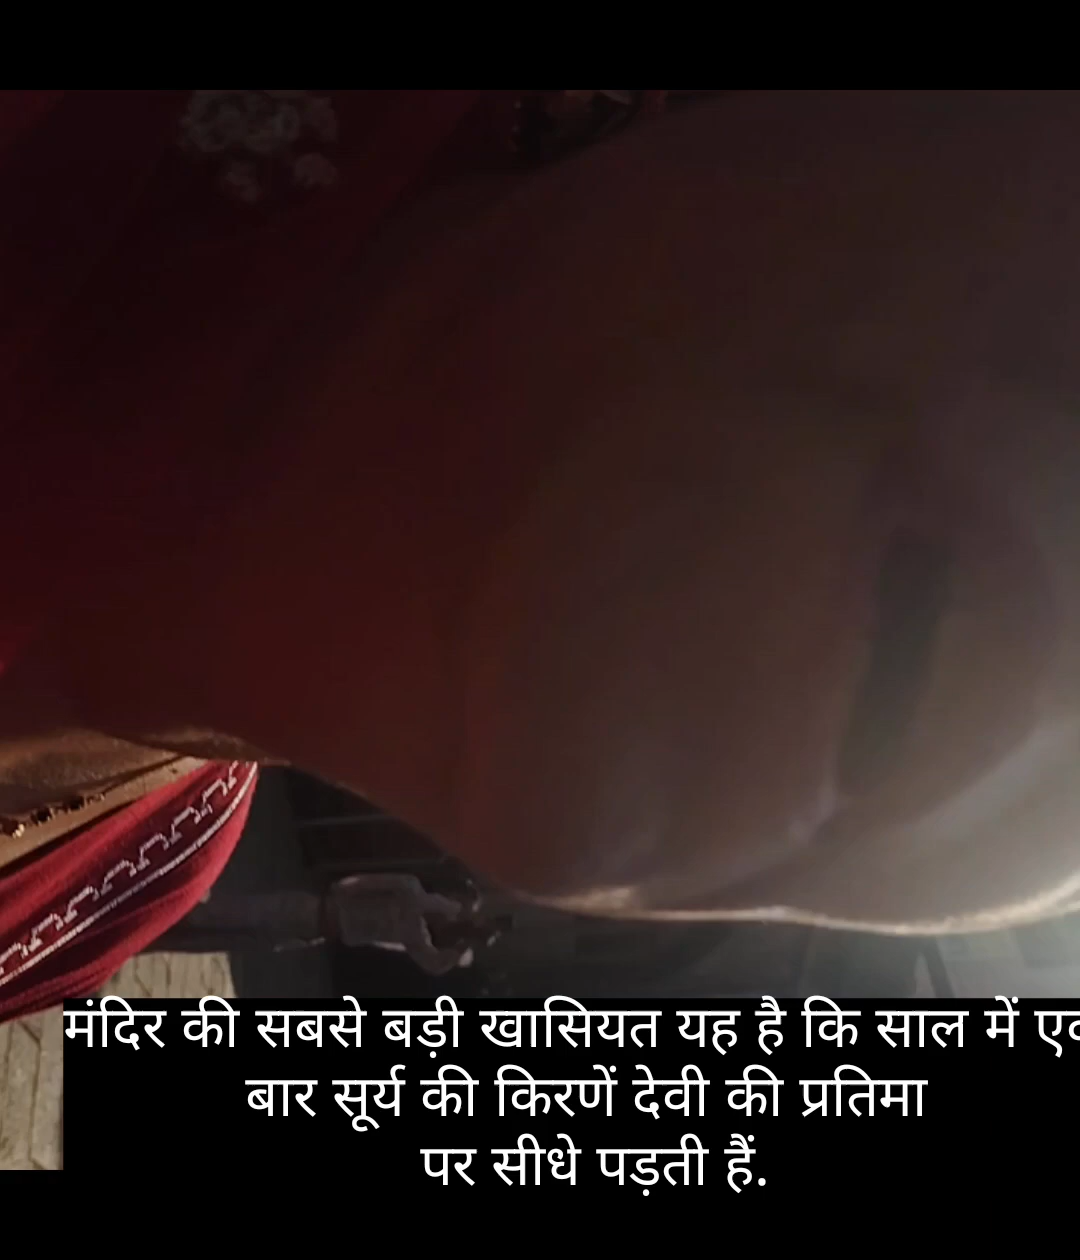 मंदिर की सबसे बड़ी खासियत यह है कि साल में
बार सूर्य की किरणें देवी की प्रतिमा
पर सीधे पड़ती हैं.